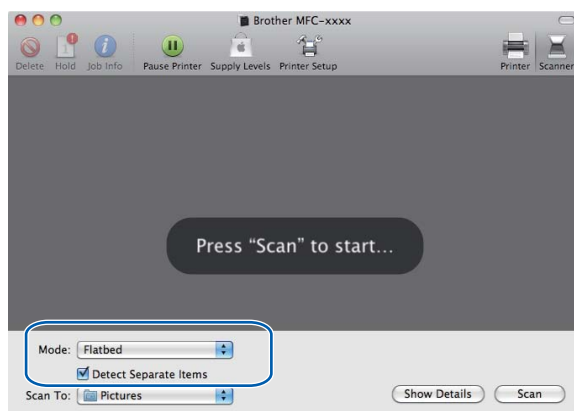 Brother MFC-xxxx
Delete Hold Job Info Pause Printer Supply Levels Printer Setup Printer Scanner
Press “Scan” to start...
Mode: Flatbed
Detect Separate Items
Scan To: Pictures Show Details Scan